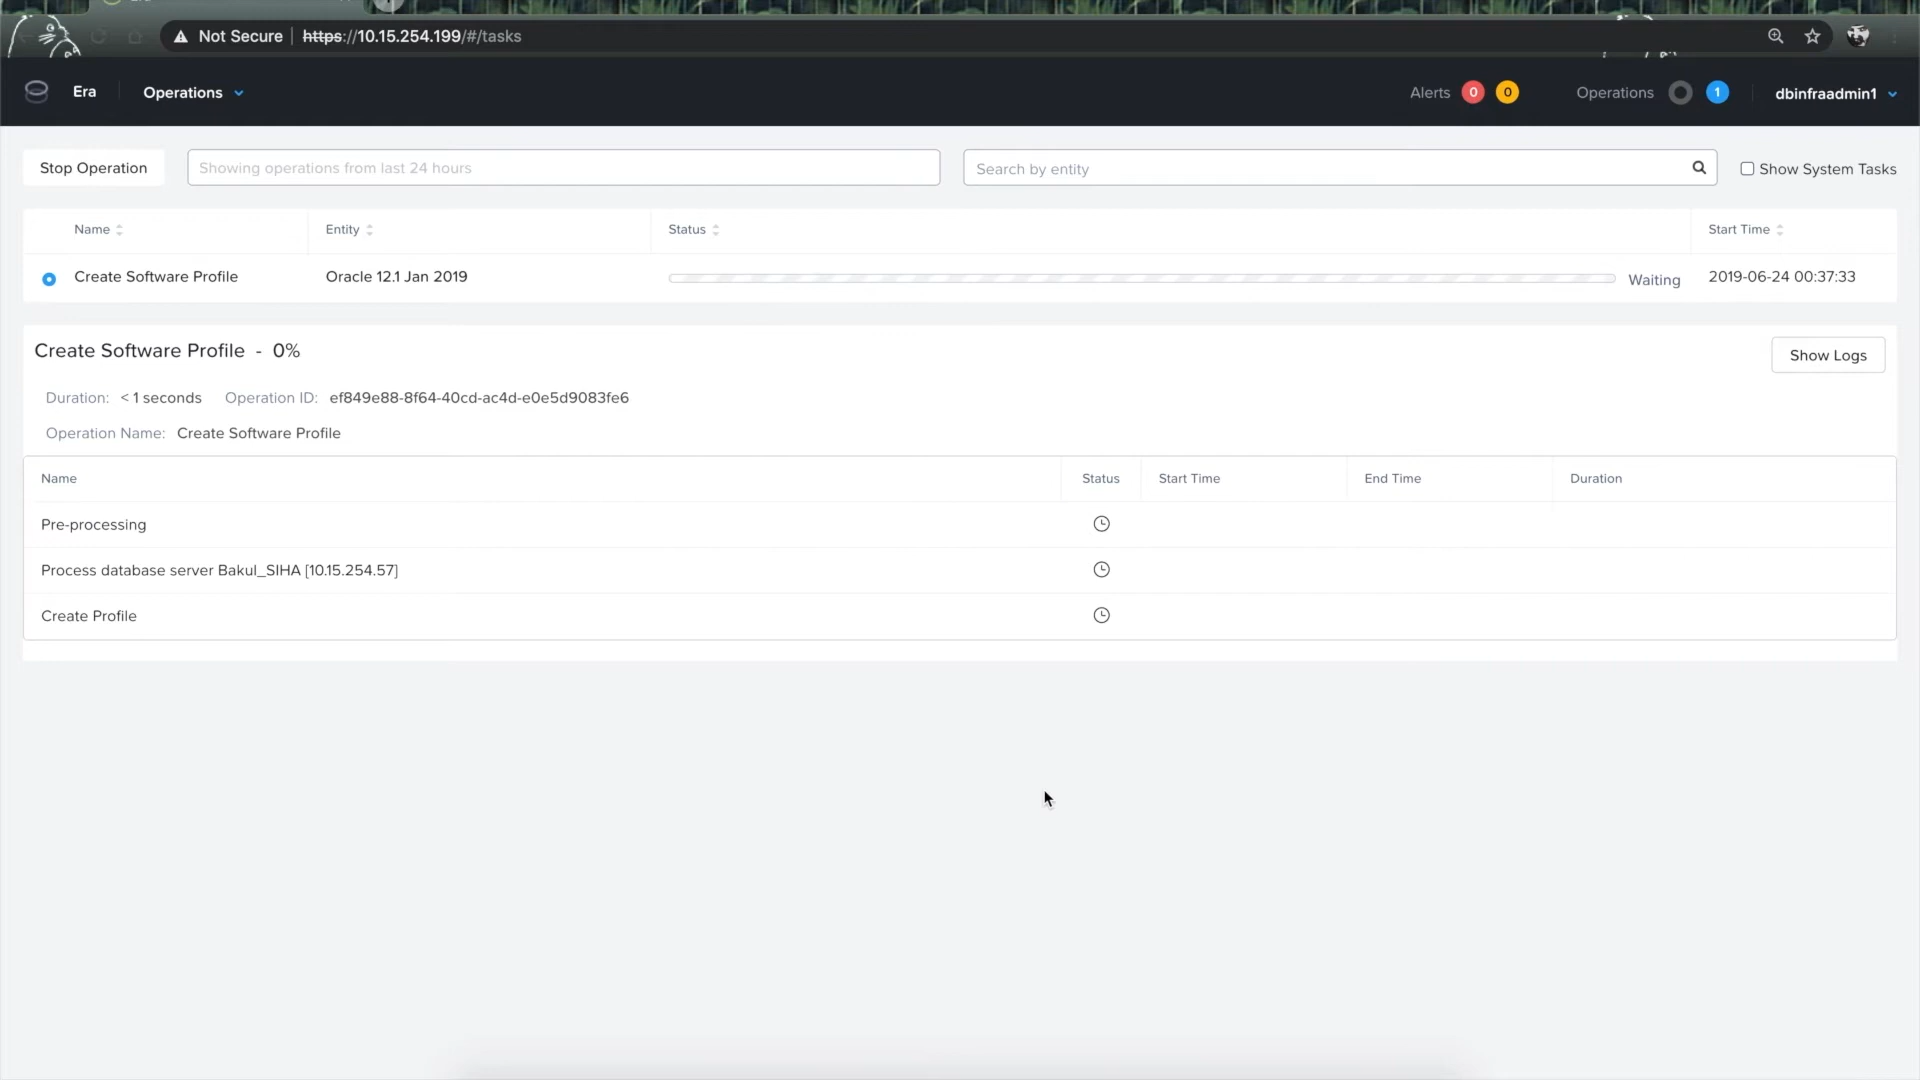 Not Secure | https://10.15.254.199/#/tasks
Era Operations Alerts 0 0 Operations 1 dbinfraadmin1
Stop Operation Showing operations from last 24 hours Search by entity Show System Tasks
Name Entity Status Start Time
Create Software Profile Oracle 12.1 Jan 2019 Waiting 2019-06-24 00:37:33
Create Software Profile - 0% Show Logs
Duration: < 1 seconds Operation ID: ef849e88-8f64-40cd-ac4d-e0e5d9083fe6
Operation Name: Create Software Profile
Name Status Start Time End Time Duration
Pre-processing
Process database server Bakul_SIHA [10.15.254.57]
Create Profile